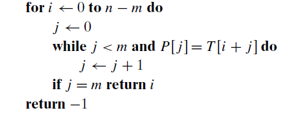 for i ← 0 to n − m do
j ← 0
while j < m and P[j] = T[i + j] do
j ← j + 1
if j = m return i
return −1